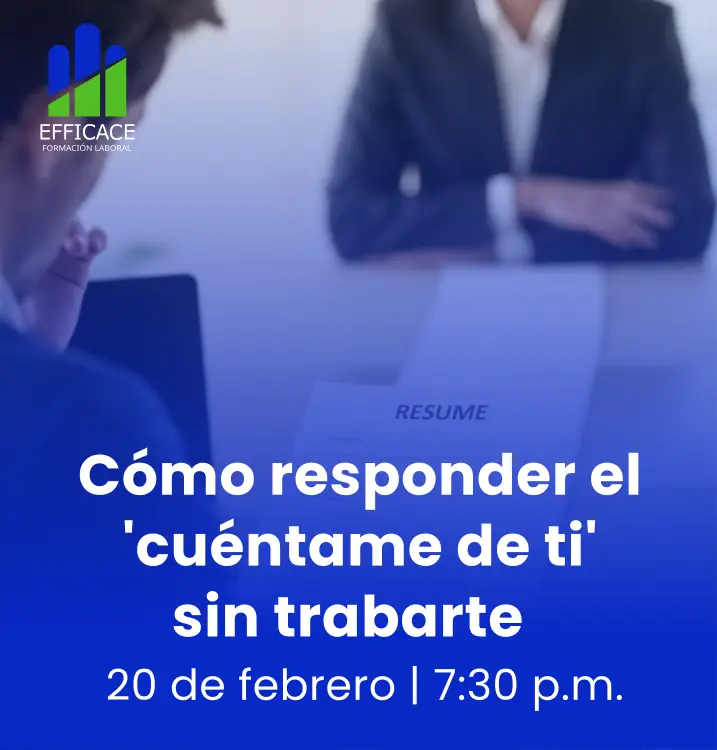 EFFICACE
FORMACIÓN LABORAL
RESUME
Cómo responder el
'cuéntame de ti'
sin trabarte
20 de febrero | 7:30 p.m.